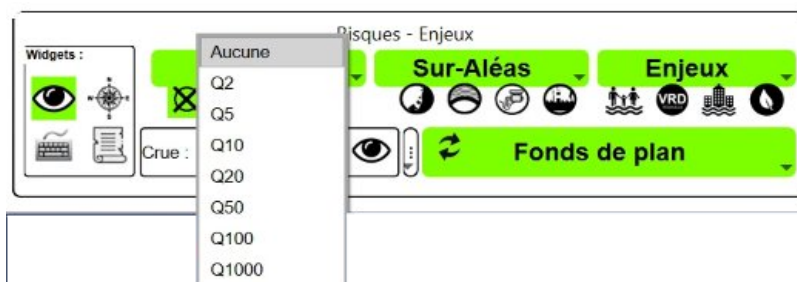 Risques - Enjeux
Widgets :
Sur-Aléas
Enjeux
VRD
Crue :
Fonds de plan
Aucune
Q2
Q5
Q10
Q20
Q50
Q100
Q1000